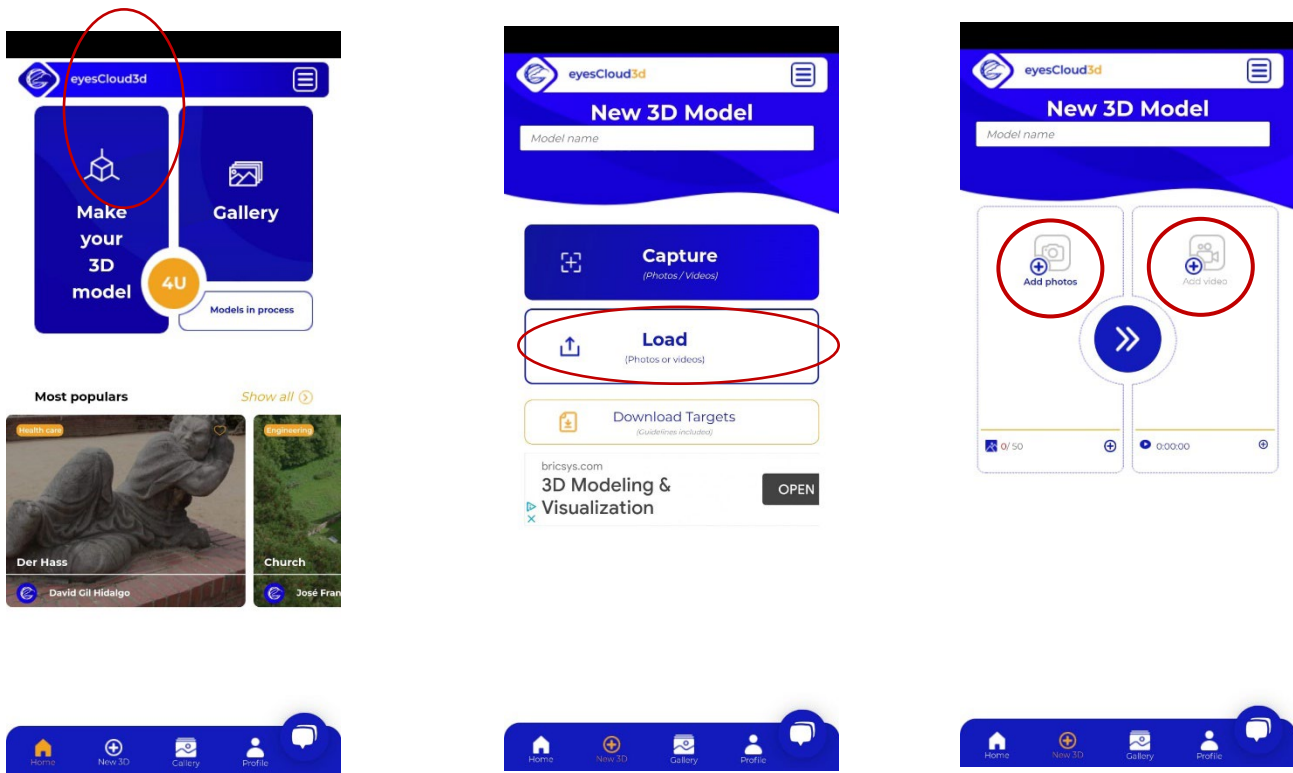 eyesCloud3d
Make
your
3D
model
Gallery
4U
Models in process
Most populars
Show all
Health care
Engineering
Der Hass
David Gil Hidalgo
Church
José Fran
Home
New 3D
Gallery
Profile
eyesCloud3d
New 3D Model
Model name
Capture
(Photos / Videos)
Load
(Photos or videos)
Download Targets
(Guidelines included)
bricsys.com
3D Modeling &
Visualization
OPEN
Home
New 3D
Gallery
Profile
eyesCloud3d
New 3D Model
Model name
Add photos
Add video
0/ 50
0:00:00
Home
New 3D
Gallery
Profile